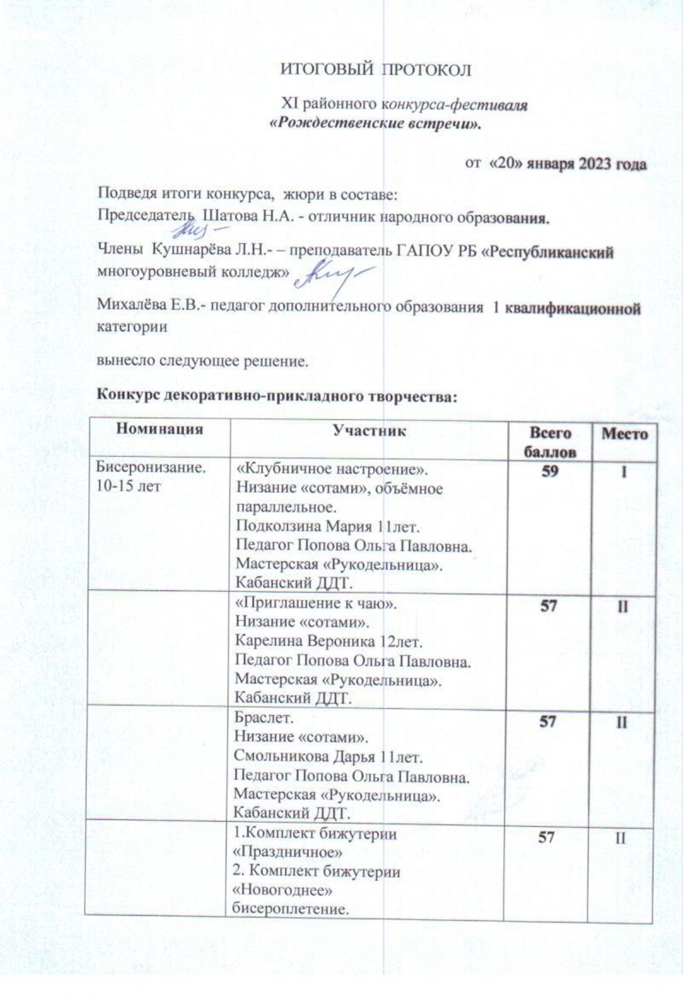 ИТОГОВЫЙ ПРОТОКОЛ
XI районного конкурса-фестиваля
«Рождественские встречи».
от «20» января 2023 года
Подведя итоги конкурса, жюри в составе:
Председатель Шатова Н.А. - отличник народного образования.
Члены Кушнарёва Л.Н.- – преподаватель ГАПОУ РБ «Республиканский
многоуровневый колледж»
Михалёва Е.В.- педагог дополнительного образования 1 квалификационной
категории
вынесло следующее решение.
Конкурс декоративно-прикладного творчества:
Номинация Участник Всего Место
баллов
Бисеронизание. «Клубничное настроение». 59 I
10-15 лет Низание «сотами», объёмное
параллельное.
Подколзина Мария 11лет.
Педагог Попова Ольга Павловна.
Мастерская «Рукодельница».
Кабанский ДДТ.
«Приглашение к чаю». 57 II
Низание «сотами».
Карелина Вероника 12лет.
Педагог Попова Ольга Павловна.
Мастерская «Рукодельница».
Кабанский ДДТ.
Браслет. 57 II
Низание «сотами».
Смольникова Дарья 11лет.
Педагог Попова Ольга Павловна.
Мастерская «Рукодельница».
Кабанский ДДТ.
1.Комплект бижутерии 57 II
«Праздничное»
2. Комплект бижутерии
«Новогоднее»
бисероплетение.